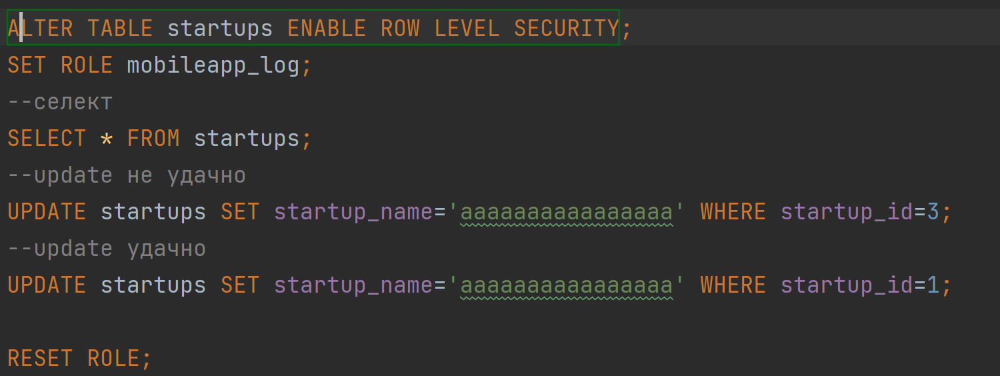 ALTER TABLE startups ENABLE ROW LEVEL SECURITY;
SET ROLE mobileapp_log;
--селект
SELECT * FROM startups;
--update не удачно
UPDATE startups SET startup_name='aaaaaaaaaaaaaaaa' WHERE startup_id=3;
--update удачно
UPDATE startups SET startup_name='aaaaaaaaaaaaaaaa' WHERE startup_id=1;
RESET ROLE;